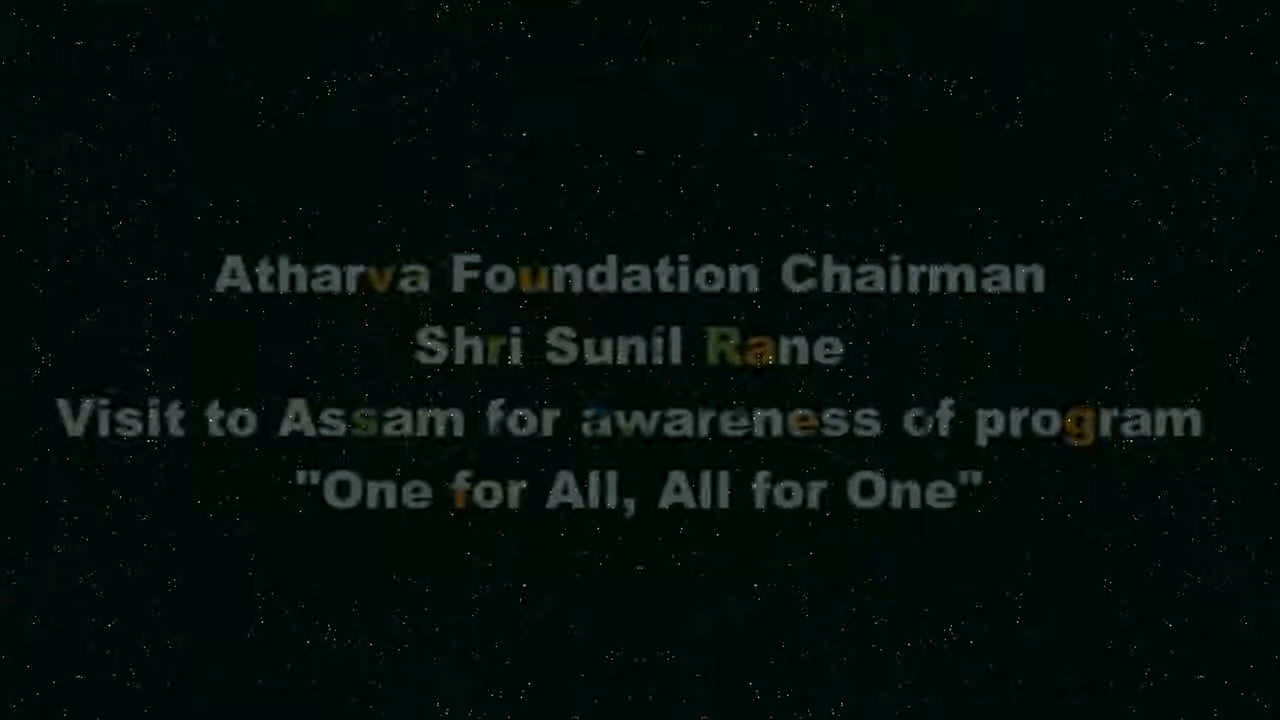 Atharva Foundation Chairman
Shri Sunil Rane
Visit to Assam for awareness of program
"One for All, All for One"